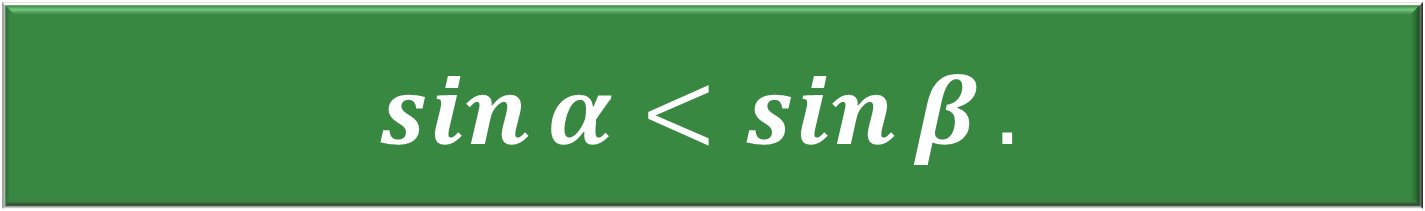 sin α < sin β .